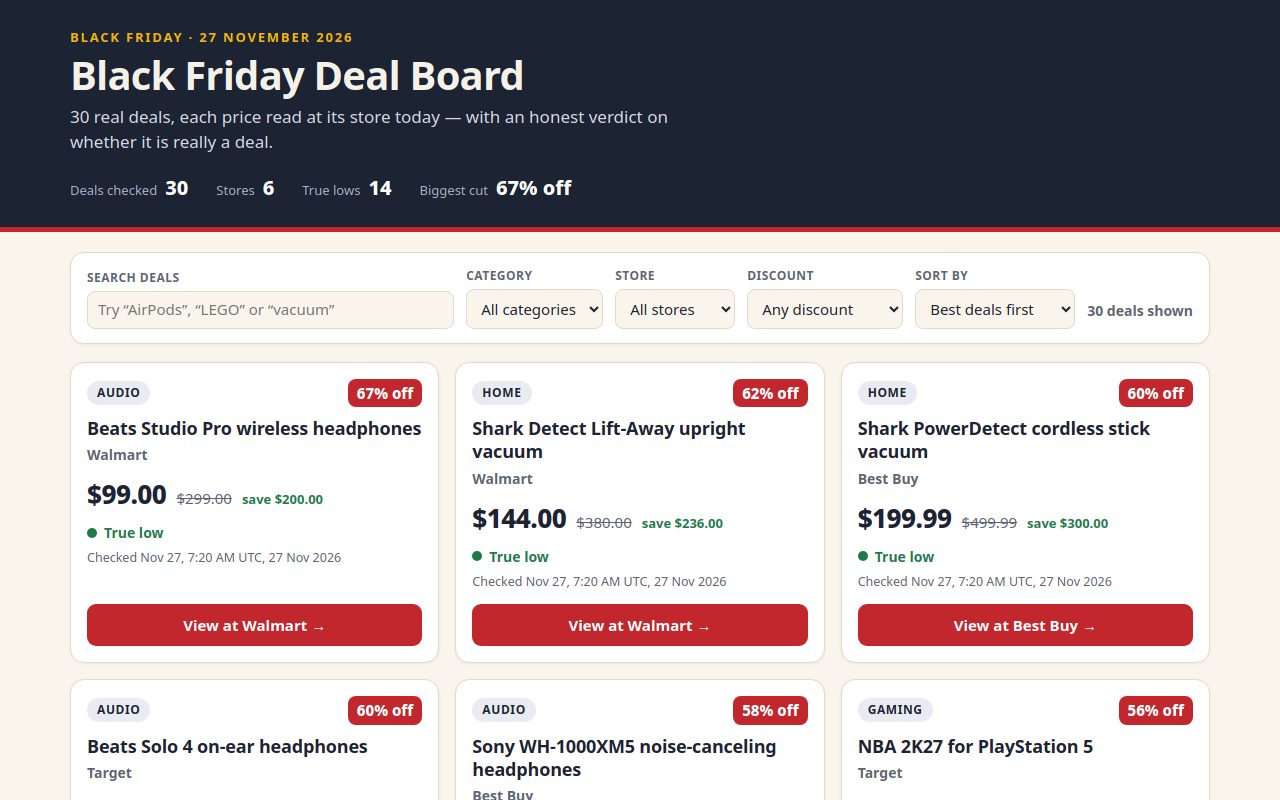 BLACK FRIDAY · 27 NOVEMBER 2026
Black Friday Deal Board
30 real deals, each price read at its store today — with an honest verdict on
whether it is really a deal.
Deals checked 30 Stores 6 True lows 14 Biggest cut 67% off
SEARCH DEALS CATEGORY STORE DISCOUNT SORT BY
Try “AirPods”, “LEGO” or “vacuum” All categories All stores Any discount Best deals first 30 deals shown
AUDIO 67% off
Beats Studio Pro wireless headphones
Walmart
$99.00 $299.00 save $200.00
True low
Checked Nov 27, 7:20 AM UTC, 27 Nov 2026
View at Walmart →
HOME 62% off
Shark Detect Lift-Away upright
vacuum
Walmart
$144.00 $380.00 save $236.00
True low
Checked Nov 27, 7:20 AM UTC, 27 Nov 2026
View at Walmart →
HOME 60% off
Shark PowerDetect cordless stick
vacuum
Best Buy
$199.99 $499.99 save $300.00
True low
Checked Nov 27, 7:20 AM UTC, 27 Nov 2026
View at Best Buy →
AUDIO 60% off
Beats Solo 4 on-ear headphones
Target
AUDIO 58% off
Sony WH-1000XM5 noise-canceling
headphones
Best Buy
GAMING 56% off
NBA 2K27 for PlayStation 5
Target